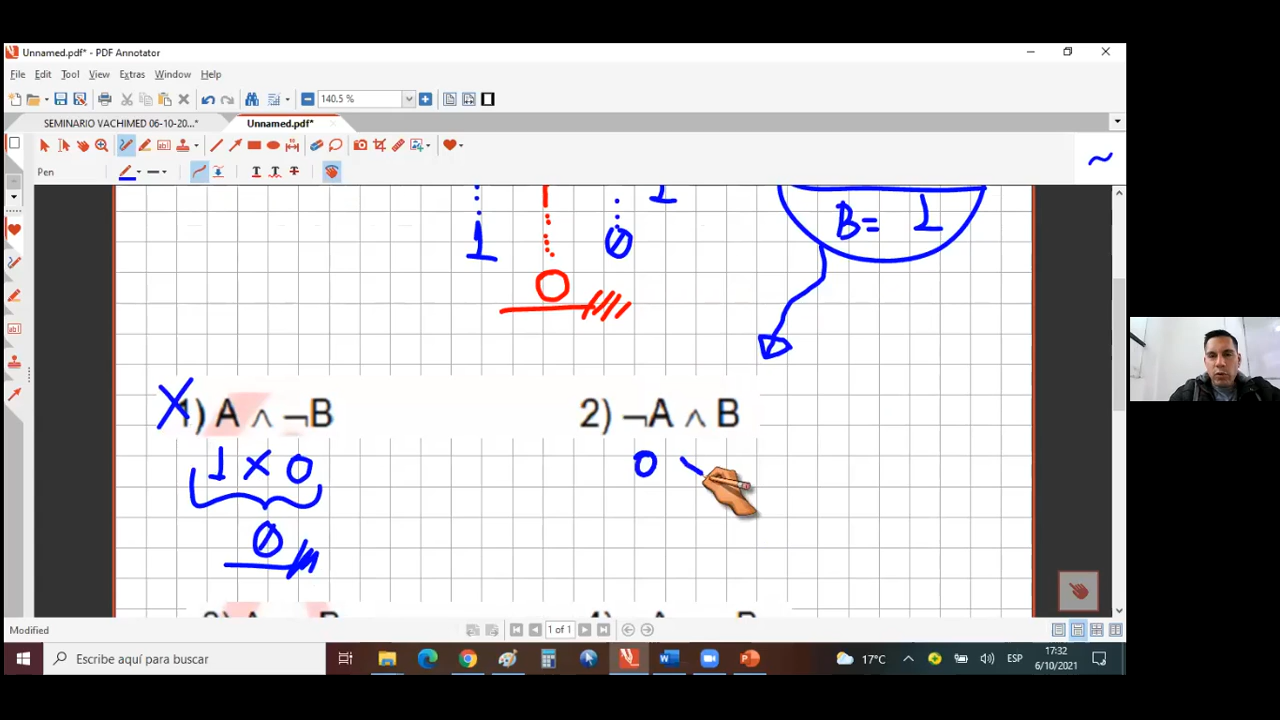 Unnamed.pdf* - PDF Annotator
File Edit Tool View Extras Window Help
140.5 %
SEMINARIO VACHIMED 06-10-20...*
Unnamed.pdf*
Pen
1
B= 1
1
0
0
1) A ∧ ¬B
2) ¬A ∧ B
1 x 0
0
0
1 of 1
Modified
Escribe aquí para buscar
17°C
ESP
17:32
6/10/2021